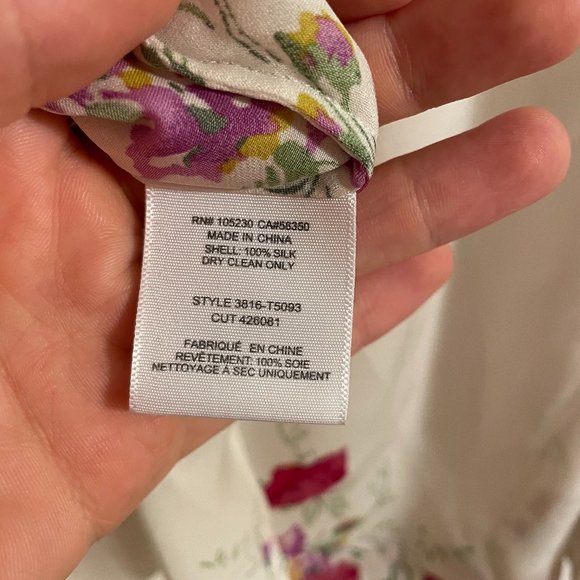 RN# 105230 CA#58350
MADE IN CHINA
SHELL: 100% SILK
DRY CLEAN ONLY
STYLE 3816-T5093
CUT 426081
FABRIQUÉ EN CHINE
REVÊTEMENT: 100% SOIE
NETTOYAGE À SEC UNIQUEMENT